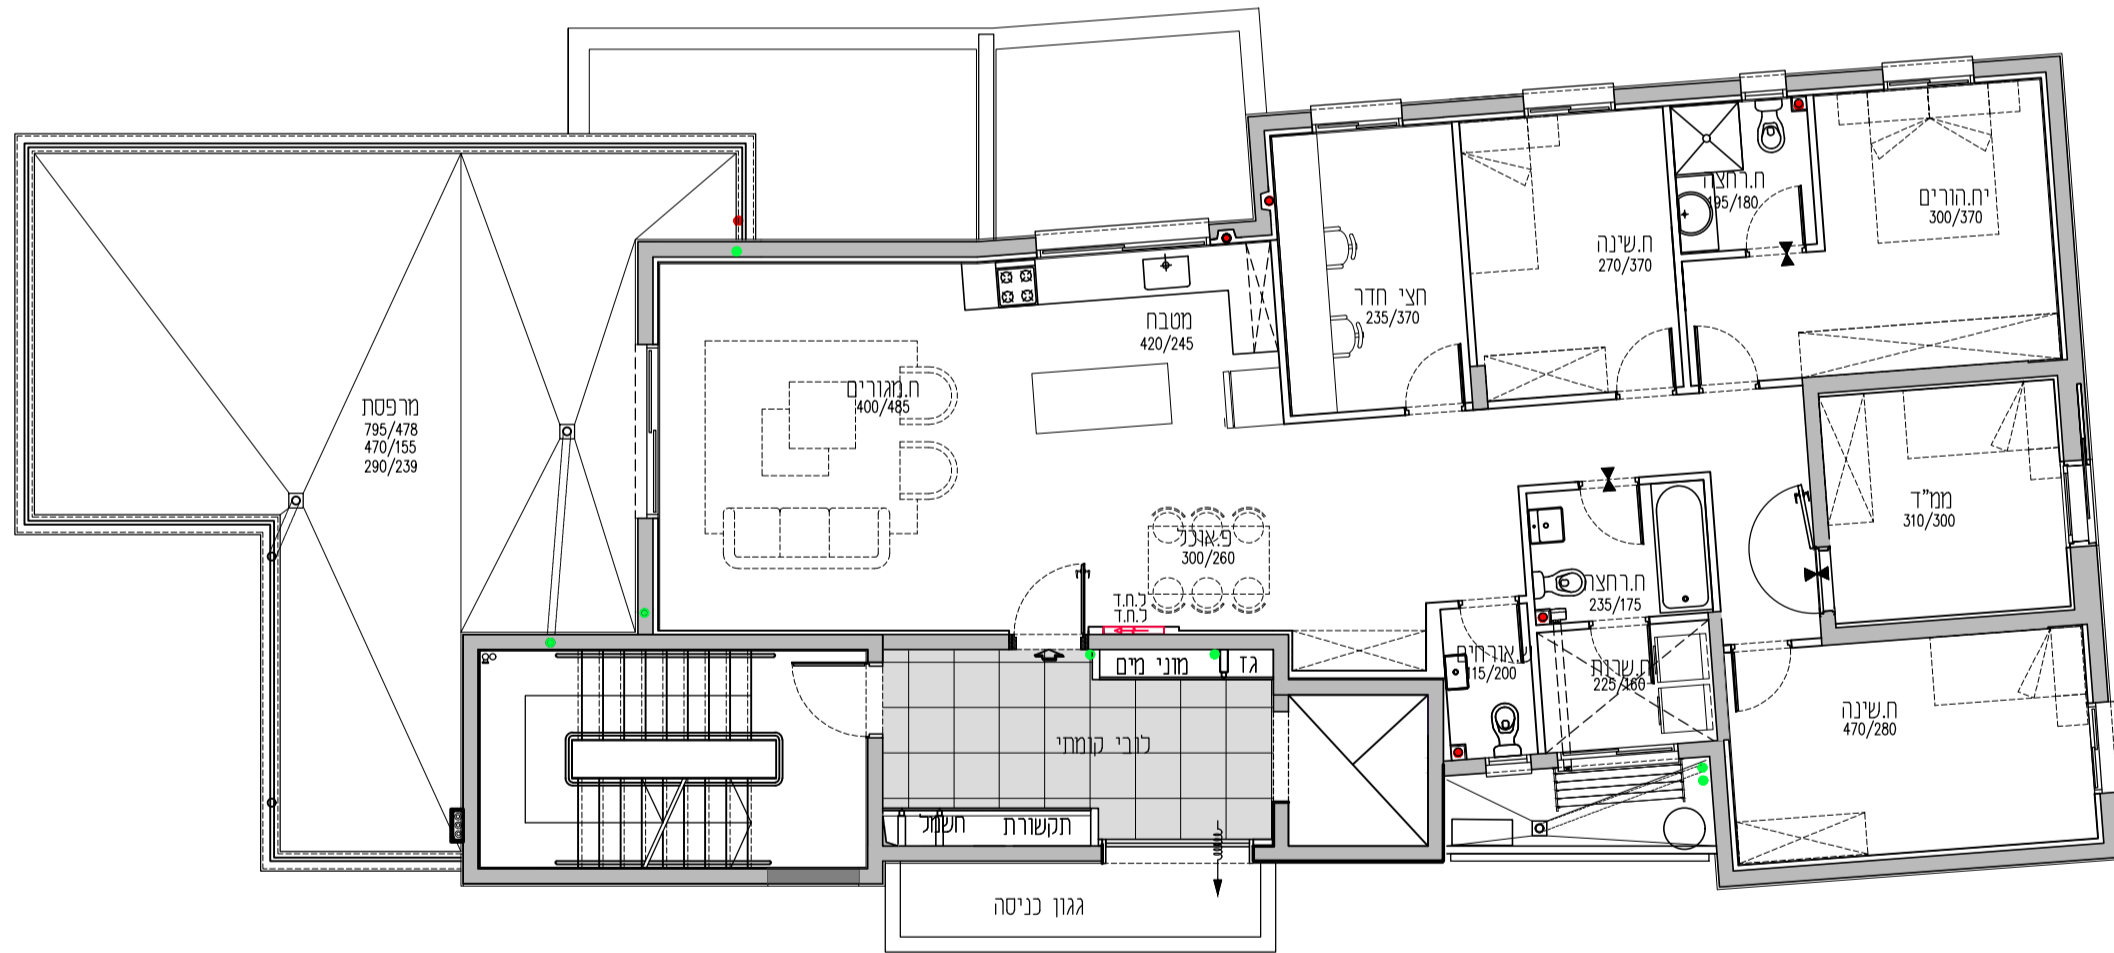 ח.רחצה
195/180
יח.הורים
300/370
ח.שינה
270/370
חצי חדר
235/370
מטבח
420/245
ח.מגורים
400/485
מרפסת
795/478
470/155
290/239
ממ"ד
310/300
פ.אוכל
300/260
ח.רחצה
235/175
ל.ח.ד
ל.ח.ד
מוני מים
גז
ש.אורחים
115/200
ח.שרות
225/160
ח.שינה
470/280
לובי קומתי
חשמל
תקשורת
גגון כניסה